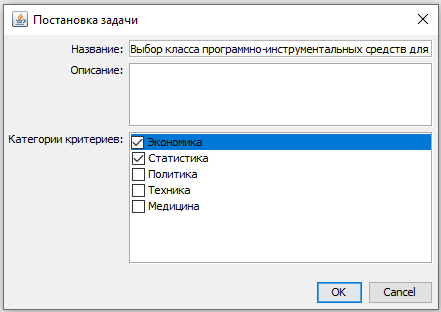 Постановка задачи
Название: Выбор класса программно-инструментальных средств для
Описание:
Категории критериев:
Экономика
Статистика
Политика
Техника
Медицина
OK Cancel